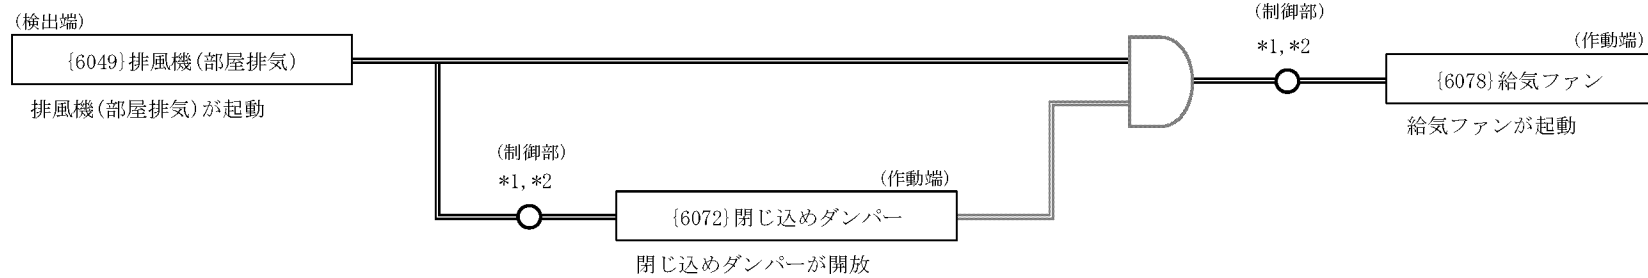 (検出端)
{6049}排風機(部屋排気)
排風機(部屋排気)が起動
(制御部)
*1, *2
(作動端)
{6072}閉じ込めダンパー
閉じ込めダンパーが開放
(制御部)
*1, *2
(作動端)
{6078}給気ファン
給気ファンが起動